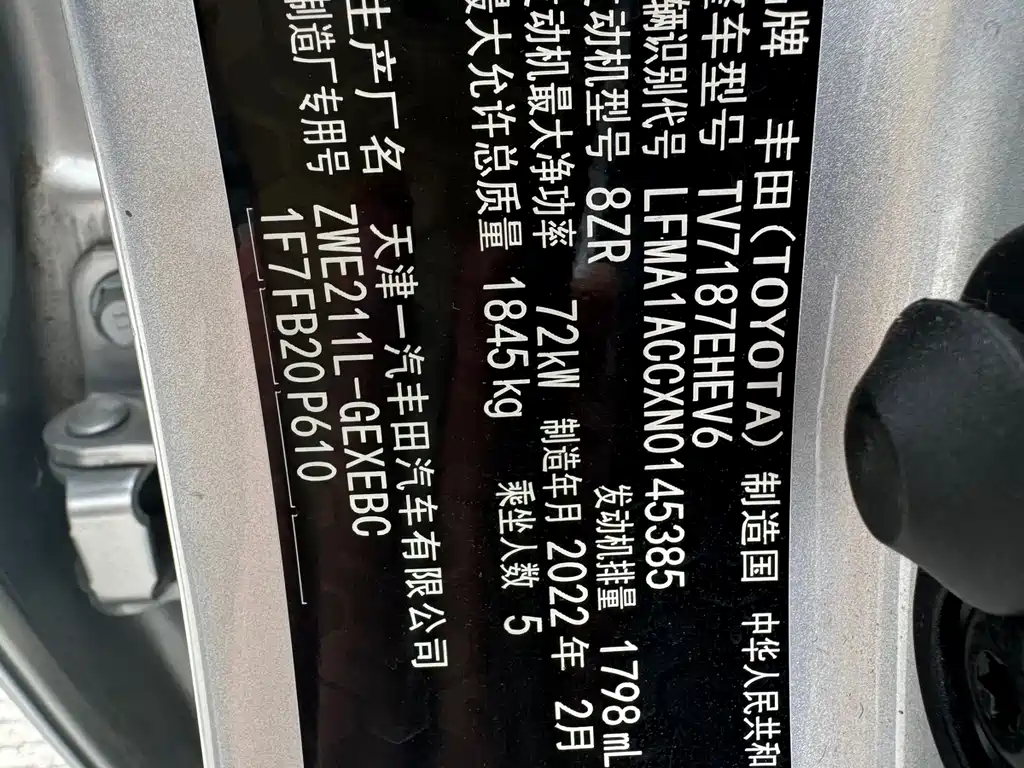 牌 丰田(TOYOTA) 制造国 中华人民共和
车型号 TV7187EHEV6
辆识别代号 LFMA1ACCXN0145385
动机型号 8ZR 发动机排量 1798mL
发动机最大净功率 72kW 制造年月 2022年 2月
最大允许总质量 1845kg 乘坐人数 5
生产厂名 天津一汽丰田汽车有限公司
制造厂专用号 ZWE211L-GEXEBC
1F7FB20P610